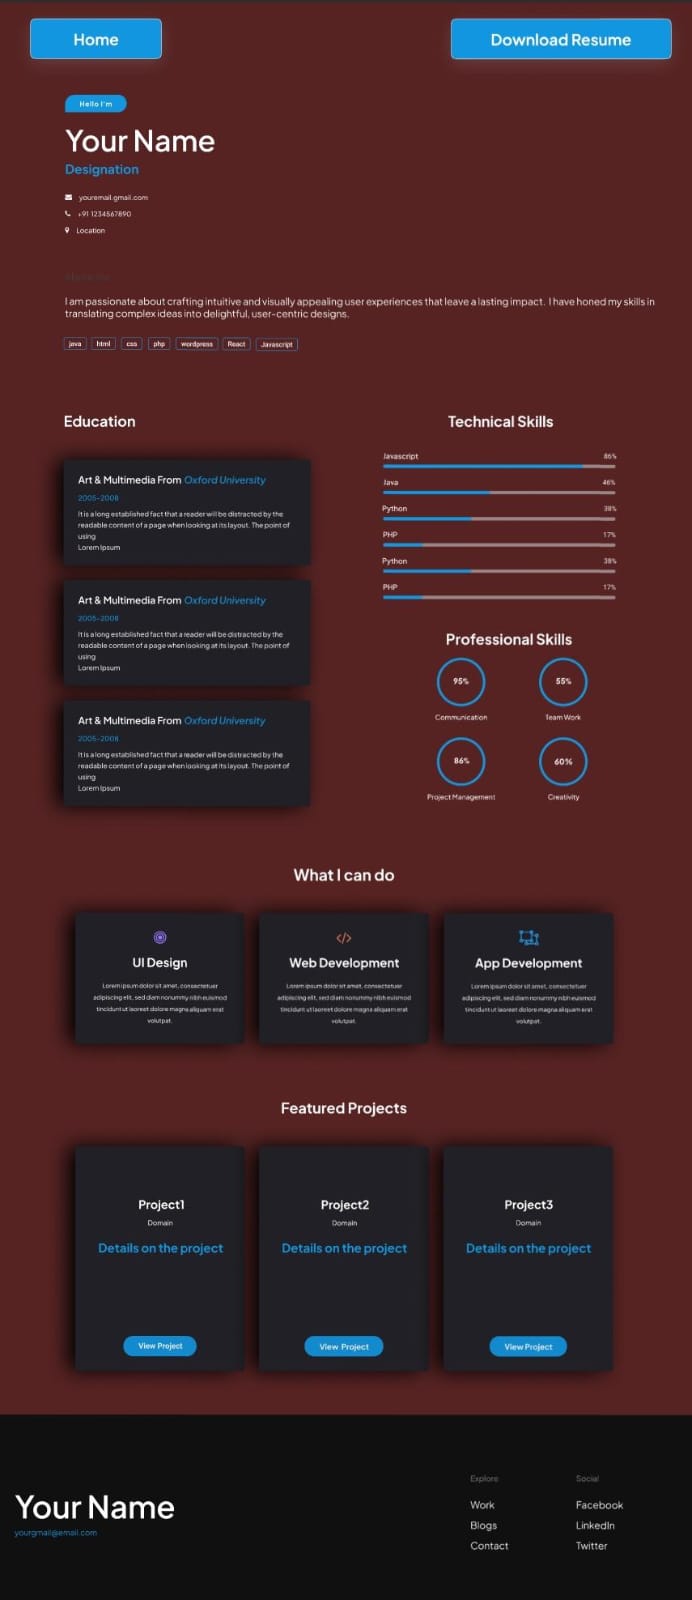 Home
Download Resume
Hello I'm
Your Name
Designation
youremail.gmail.com
+91 1234567890
Location
About me
I am passionate about crafting intuitive and visually appealing user experiences that leave a lasting impact. I have honed my skills in
translating complex ideas into delightful, user-centric designs.
java html css php wordpress React Javascript
Education
Art & Multimedia From Oxford University
2005-2008
It is a long established fact that a reader will be distracted by the
readable content of a page when looking at its layout. The point of
using
Lorem Ipsum
Art & Multimedia From Oxford University
2005-2008
It is a long established fact that a reader will be distracted by the
readable content of a page when looking at its layout. The point of
using
Lorem Ipsum
Art & Multimedia From Oxford University
2005-2008
It is a long established fact that a reader will be distracted by the
readable content of a page when looking at its layout. The point of
using
Lorem Ipsum
Technical Skills
Javascript 86%
Java 46%
Python 38%
PHP 17%
Python 38%
PHP 17%
Professional Skills
95% 55%
Communication Team Work
86% 60%
Project Management Creativity
What I can do
UI Design
Lorem ipsum dolor sit amet, consectetuer
adipiscing elit, sed diam nonummy nibh euismod
tincidunt ut laoreet dolore magna aliquam erat
volutpat.
Web Development
Lorem ipsum dolor sit amet, consectetuer
adipiscing elit, sed diam nonummy nibh euismod
tincidunt ut laoreet dolore magna aliquam erat
volutpat.
App Development
Lorem ipsum dolor sit amet, consectetuer
adipiscing elit, sed diam nonummy nibh euismod
tincidunt ut laoreet dolore magna aliquam erat
volutpat.
Featured Projects
Project1
Domain
Details on the project
View Project
Project2
Domain
Details on the project
View Project
Project3
Domain
Details on the project
View Project
Your Name
yourgmail@email.com
Explore
Work
Blogs
Contact
Social
Facebook
LinkedIn
Twitter